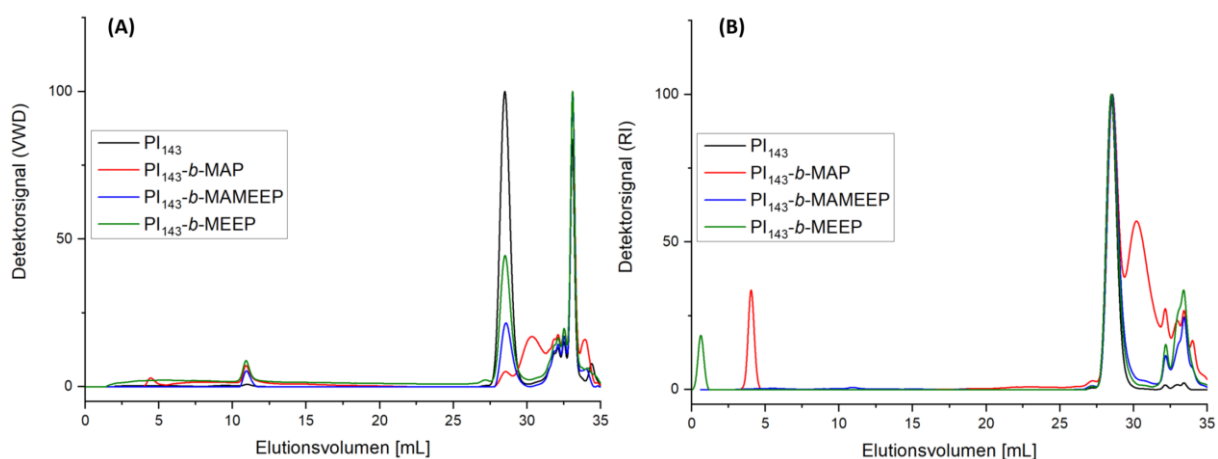 (A)
100
50
0
Detektorsignal (VWD)
PI143
PI143-b-MAP
PI143-b-MAMEEP
PI143-b-MEEP
0 5 10 15 20 25 30 35
Elutionsvolumen [mL]
(B)
100
50
0
Detektorsignal (RI)
PI143
PI143-b-MAP
PI143-b-MAMEEP
PI143-b-MEEP
0 5 10 15 20 25 30 35
Elutionsvolumen [mL]